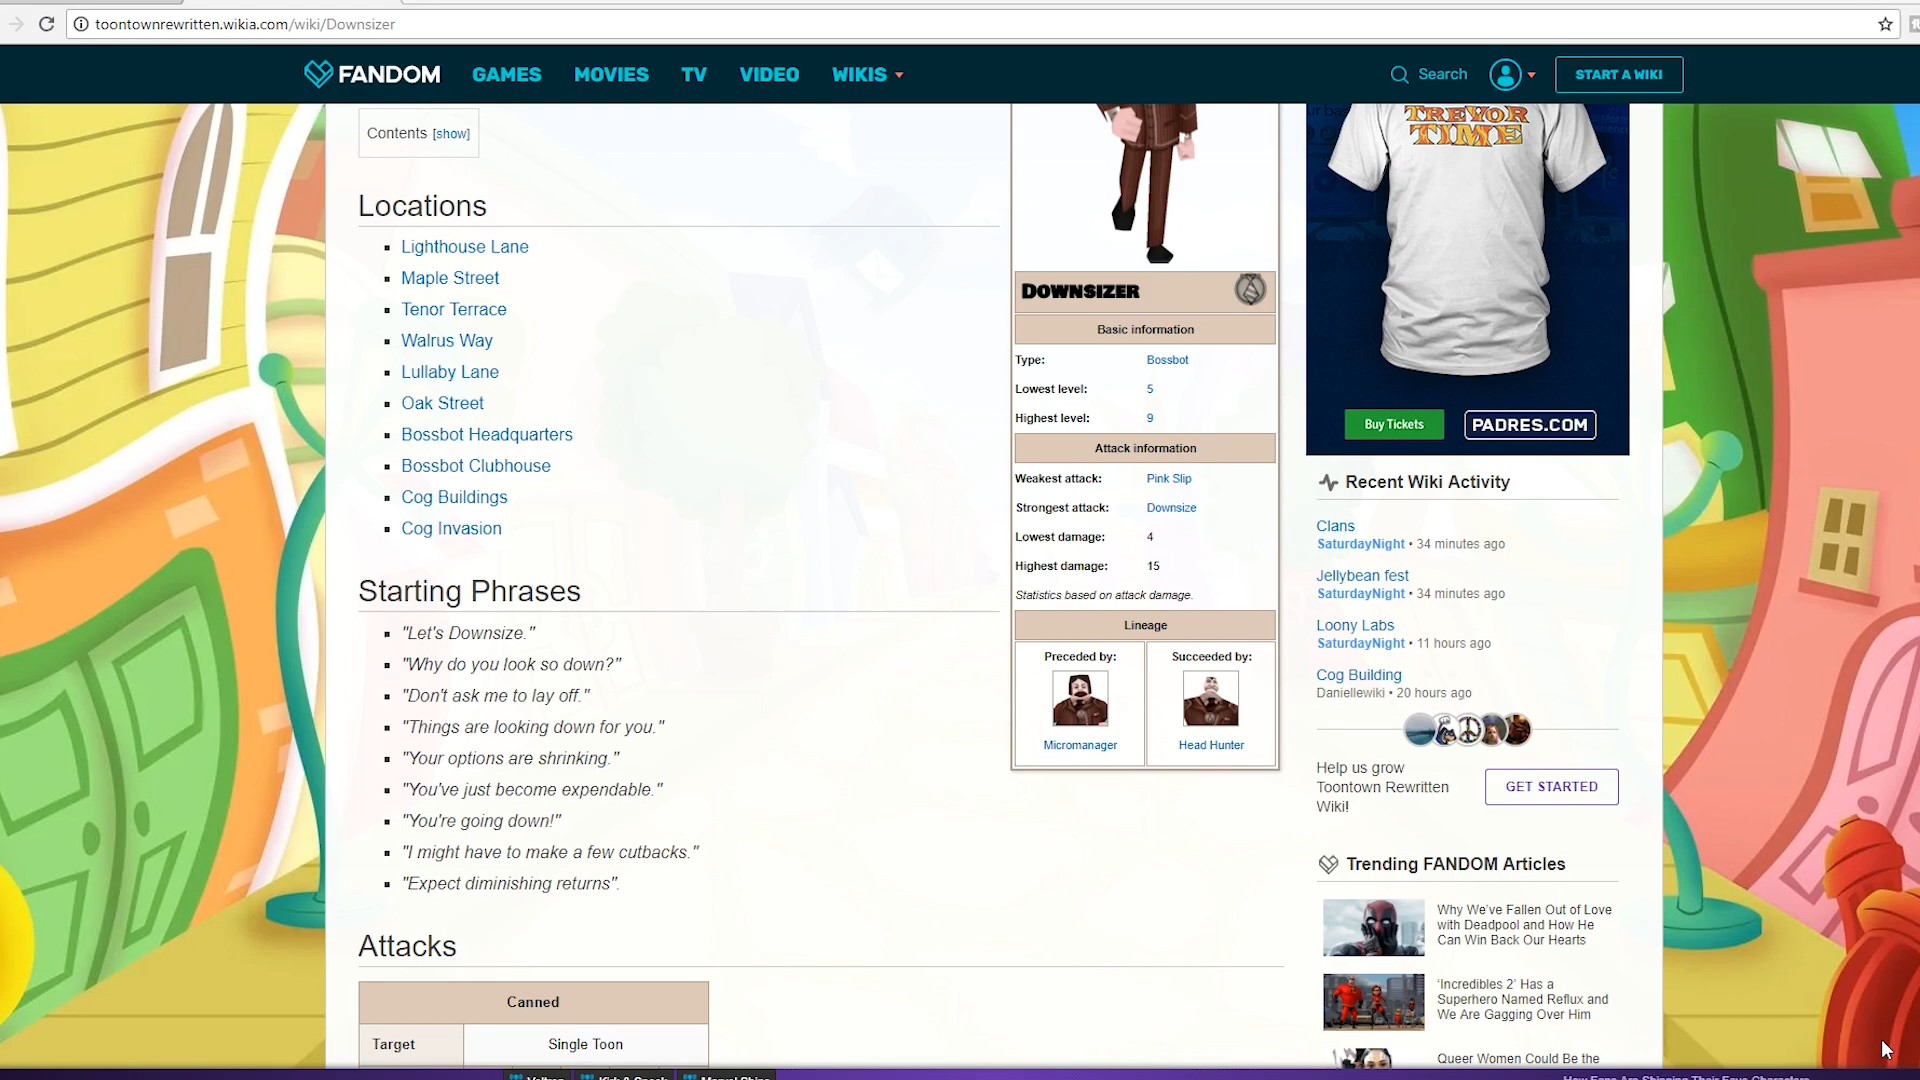 toontownrewritten.wikia.com/wiki/Downsizer
FANDOM
GAMES
MOVIES
TV
VIDEO
WIKIS
Search
START A WIKI
Contents [show]
Locations
Lighthouse Lane
Maple Street
Tenor Terrace
Walrus Way
Lullaby Lane
Oak Street
Bossbot Headquarters
Bossbot Clubhouse
Cog Buildings
Cog Invasion
Starting Phrases
"Let's Downsize."
"Why do you look so down?"
"Don't ask me to lay off."
"Things are looking down for you."
"Your options are shrinking."
"You've just become expendable."
"You're going down!"
"I might have to make a few cutbacks."
"Expect diminishing returns".
Attacks
Canned
Target Single Toon
DOWNSIZER
Basic information
Type: Bossbot
Lowest level: 5
Highest level: 9
Attack information
Weakest attack: Pink Slip
Strongest attack: Downsize
Lowest damage: 4
Highest damage: 15
Statistics based on attack damage.
Lineage
Preceded by: Succeeded by:
Micromanager Head Hunter
TREVOR
TIME
Buy Tickets
PADRES.COM
Recent Wiki Activity
Clans
SaturdayNight • 34 minutes ago
Jellybean fest
SaturdayNight • 34 minutes ago
Loony Labs
SaturdayNight • 11 hours ago
Cog Building
Daniellewiki • 20 hours ago
Help us grow
Toontown Rewritten
Wiki!
GET STARTED
Trending FANDOM Articles
Why We've Fallen Out of Love
with Deadpool and How He
Can Win Back Our Hearts
'Incredibles 2' Has a
Superhero Named Reflux and
We Are Gagging Over Him
Queer Women Could Be the